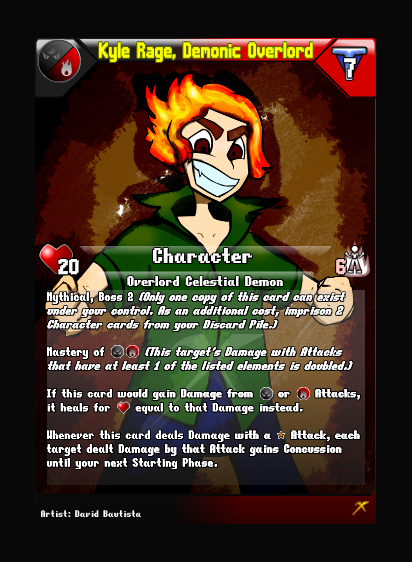 Kyle Rage, Demonic Overlord
7
20
Character
6
Overlord Celestial Demon
Mythical, Boss 2 (Only one copy of this card can exist
under your control. As an additional cost, imprison 2
Character cards from your Discard Pile.)
Mastery of (This target's Damage with Attacks
that have at least 1 of the listed elements is doubled.)
If this card would gain Damage from or Attacks,
it heals for equal to that Damage instead.
Whenever this card deals Damage with a Attack, each
target dealt Damage by that Attack gains Concussion
until your next Starting Phase.
Artist: David Bautista